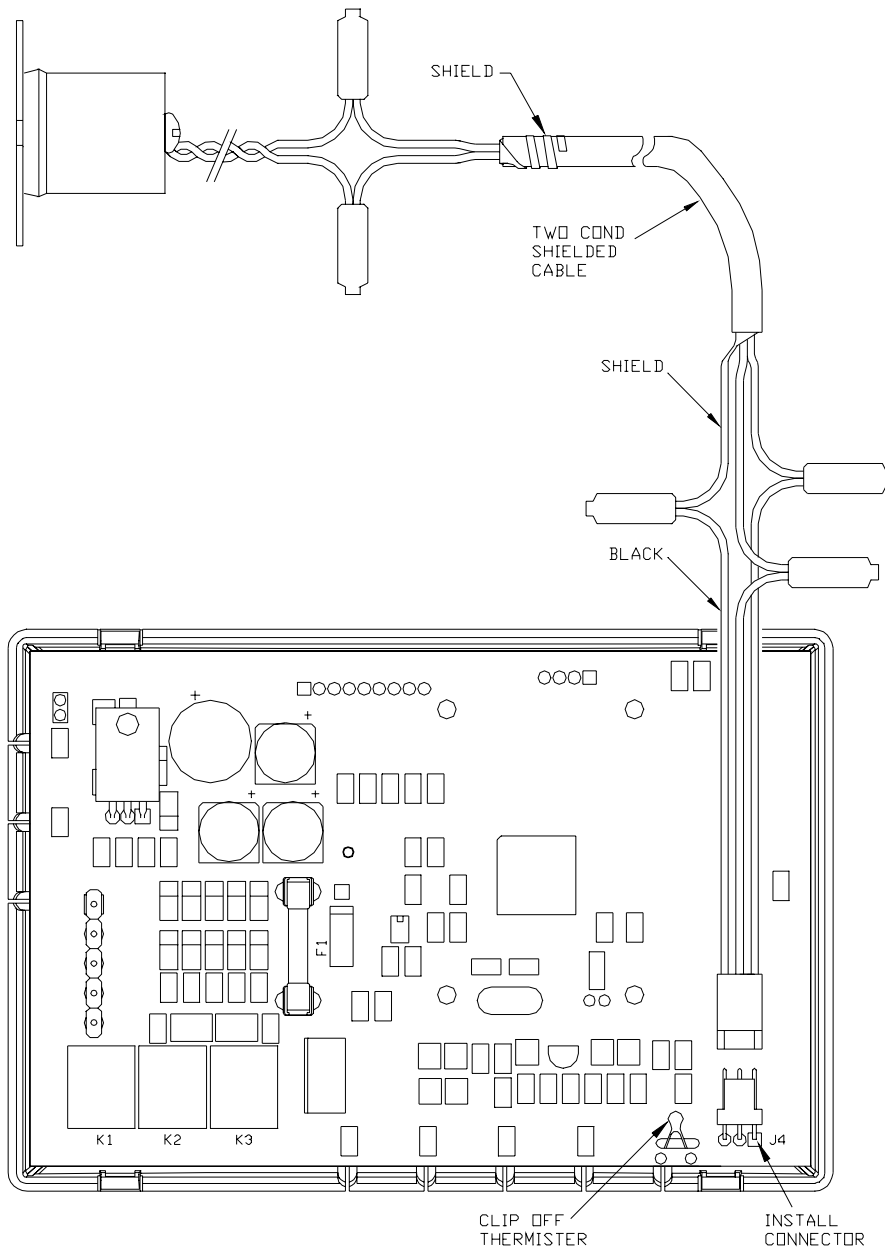 SHIELD
TWO COND
SHIELDED
CABLE
SHIELD
BLACK
+
+
+
+
F1
K1
K2
K3
J4
CLIP OFF
THERMISTER
INSTALL
CONNECTOR